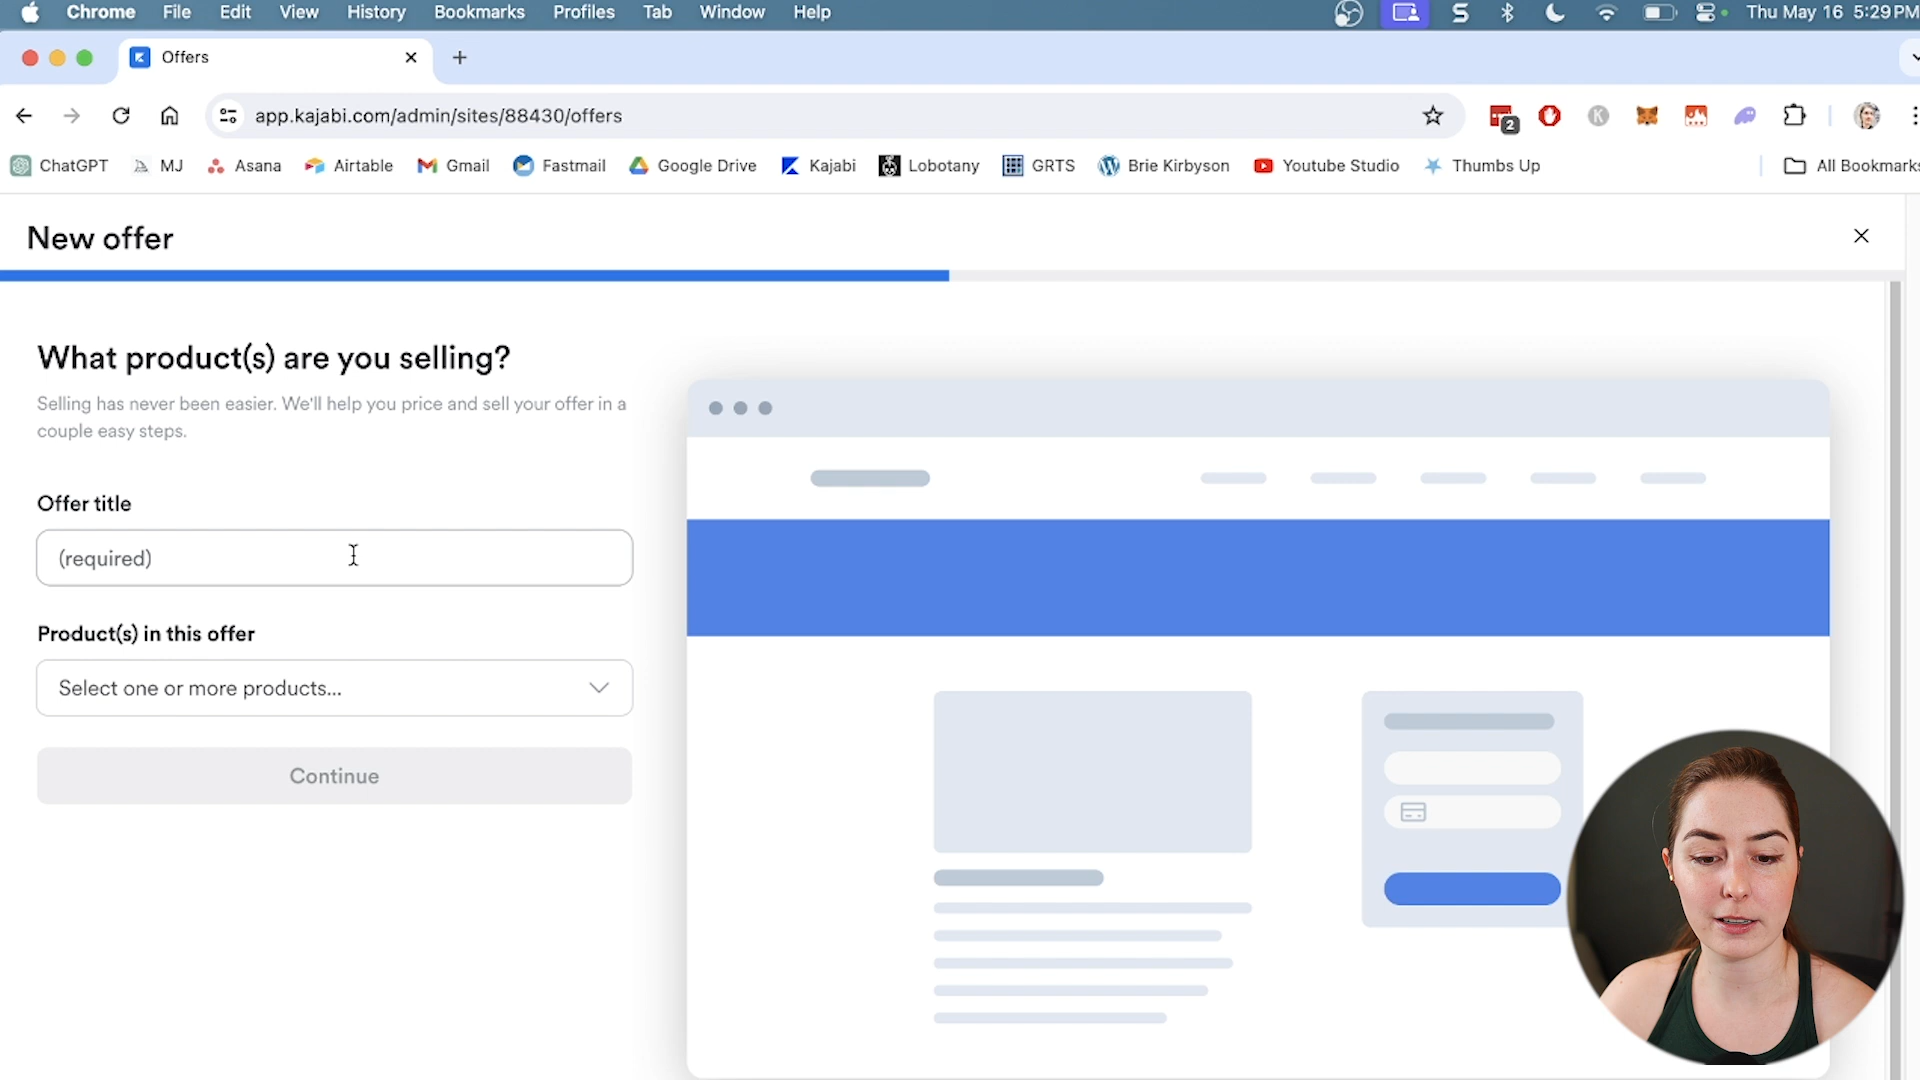 Chrome File Edit View History Bookmarks Profiles Tab Window Help
S Thu May 16 5:29PM
Offers
app.kajabi.com/admin/sites/88430/offers
2
K
ChatGPT MJ Asana Airtable Gmail Fastmail Google Drive Kajabi Lobotany GRTS Brie Kirbyson Youtube Studio Thumbs Up All Bookmarks
New offer
What product(s) are you selling?
Selling has never been easier. We'll help you price and sell your offer in a
couple easy steps.
Offer title
(required)
Product(s) in this offer
Select one or more products...
Continue